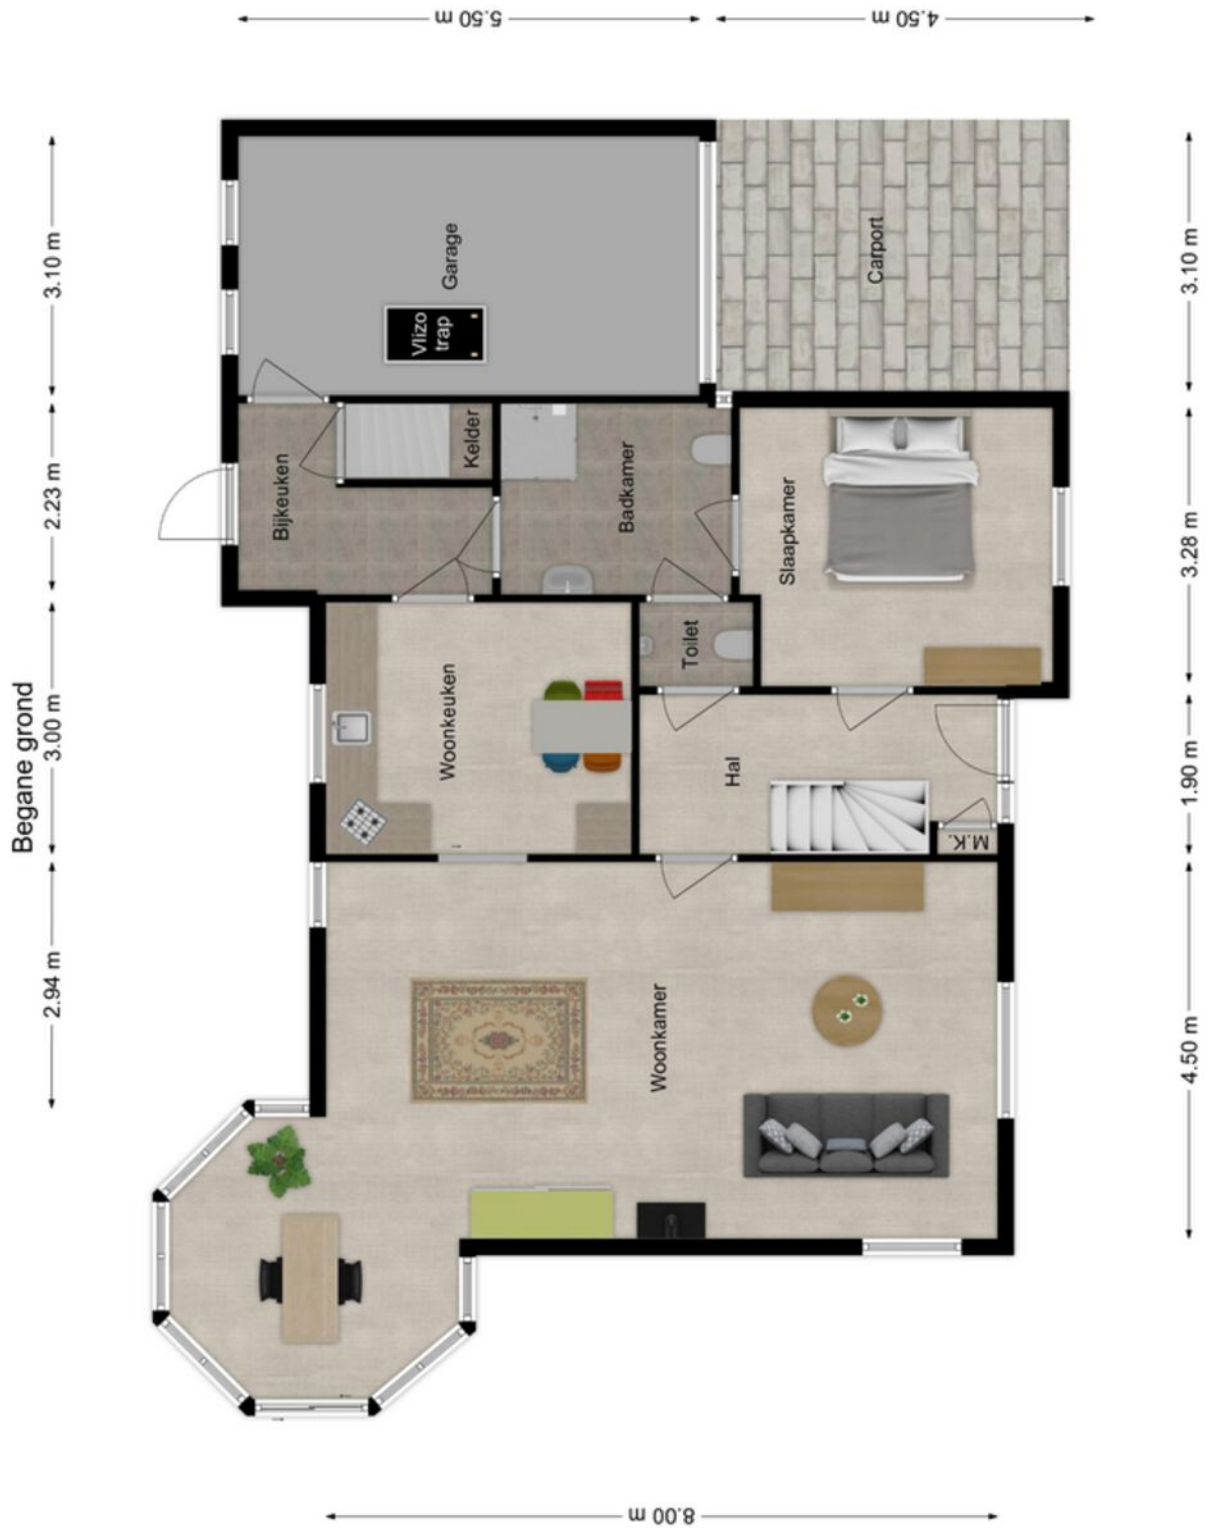 Begane grond
5.50 m
4.50 m
3.10 m
2.23 m
3.00 m
2.94 m
3.10 m
3.28 m
1.90 m
4.50 m
8.00 m
Garage
Vlizo
trap
Carport
Bijkeuken
Kelder
Badkamer
Slaapkamer
Woonkeuken
Toilet
Hal
M.K.
Woonkamer